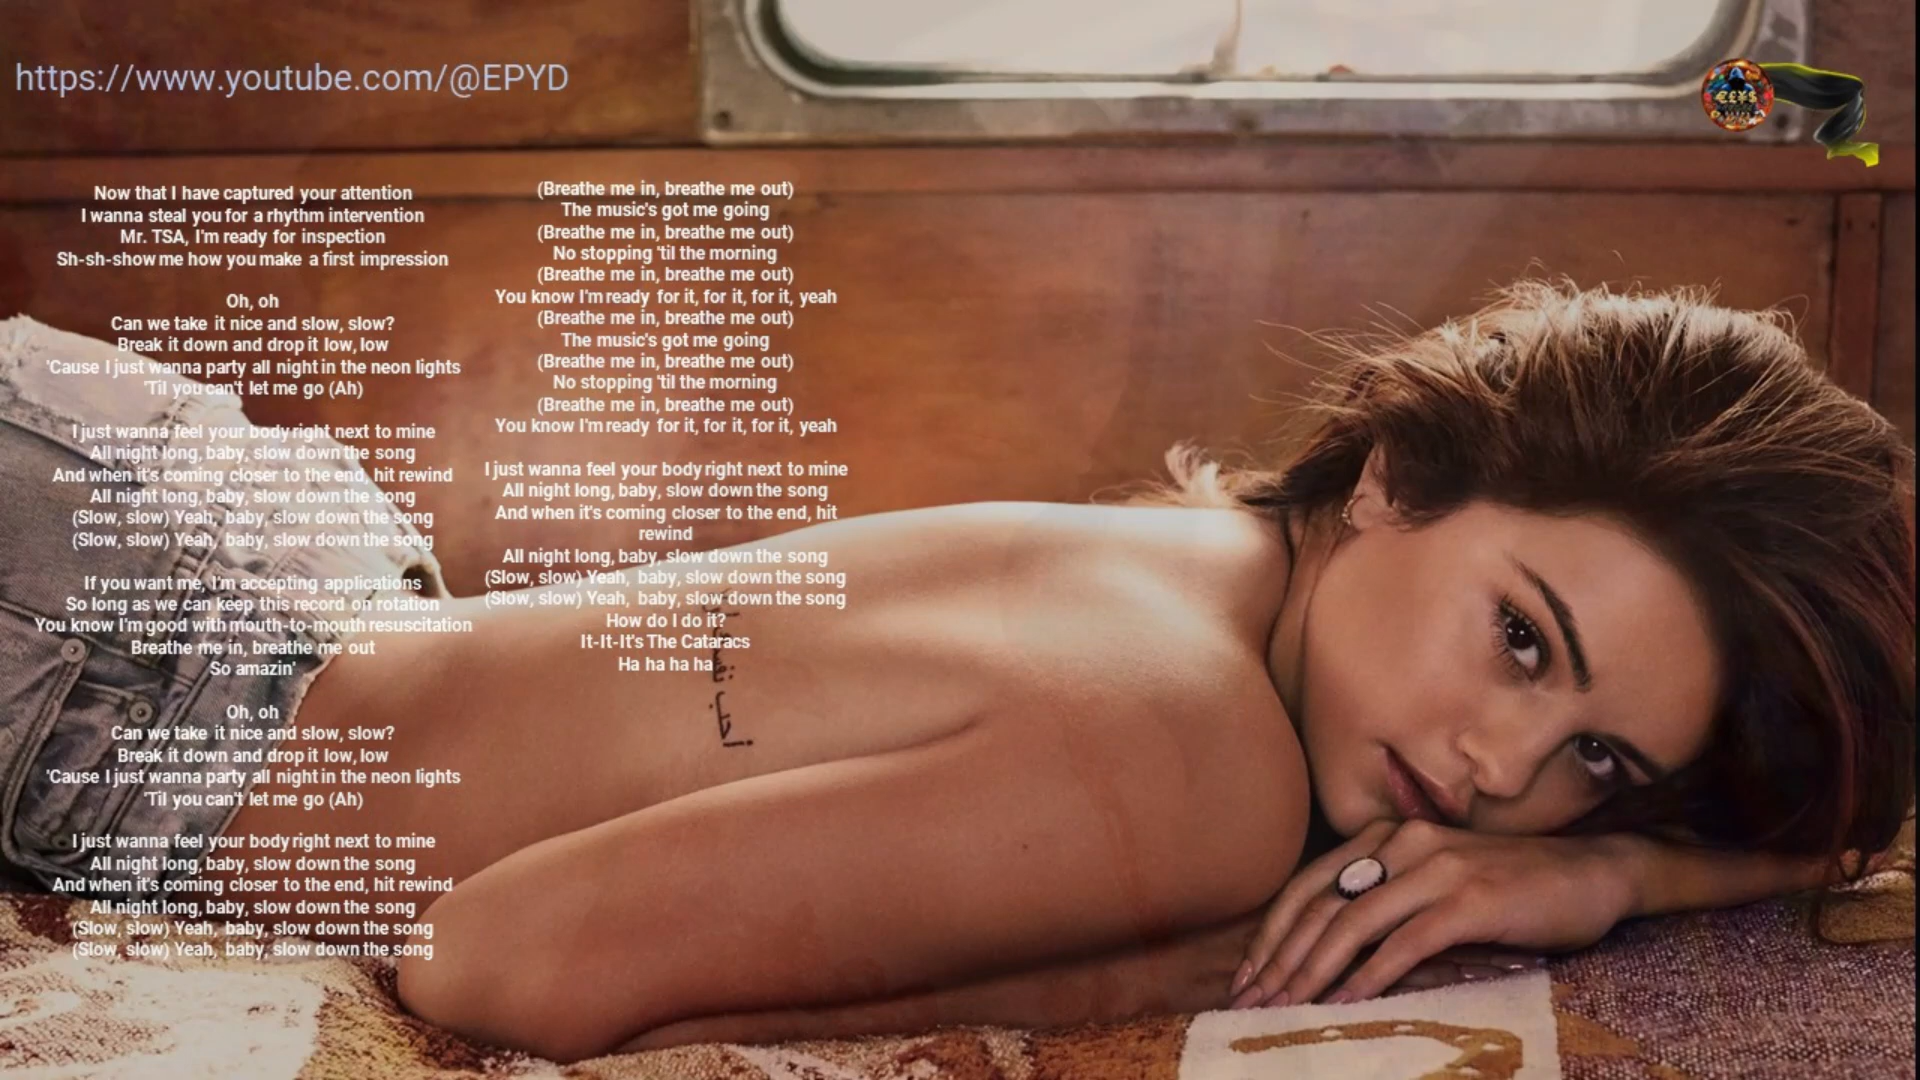 https://www.youtube.com/@EPYD
€£¥$
Now that I have captured your attention
I wanna steal you for a rhythm intervention
Mr. TSA, I'm ready for inspection
Sh-sh-show me how you make a first impression
Oh, oh
Can we take it nice and slow, slow?
Break it down and drop it low, low
'Cause I just wanna party all night in the neon lights
'Til you can't let me go (Ah)
I just wanna feel your body right next to mine
All night long, baby, slow down the song
And when it's coming closer to the end, hit rewind
All night long, baby, slow down the song
(Slow, slow) Yeah, baby, slow down the song
(Slow, slow) Yeah, baby, slow down the song
If you want me, I'm accepting applications
So long as we can keep this record on rotation
You know I'm good with mouth-to-mouth resuscitation
Breathe me in, breathe me out
So amazin'
Oh, oh
Can we take it nice and slow, slow?
Break it down and drop it low, low
'Cause I just wanna party all night in the neon lights
'Til you can't let me go (Ah)
I just wanna feel your body right next to mine
All night long, baby, slow down the song
And when it's coming closer to the end, hit rewind
All night long, baby, slow down the song
(Slow, slow) Yeah, baby, slow down the song
(Slow, slow) Yeah, baby, slow down the song
(Breathe me in, breathe me out)
The music's got me going
(Breathe me in, breathe me out)
No stopping 'til the morning
(Breathe me in, breathe me out)
You know I'm ready for it, for it, for it, yeah
(Breathe me in, breathe me out)
The music's got me going
(Breathe me in, breathe me out)
No stopping 'til the morning
(Breathe me in, breathe me out)
You know I'm ready for it, for it, for it, yeah
I just wanna feel your body right next to mine
All night long, baby, slow down the song
And when it's coming closer to the end, hit
rewind
All night long, baby, slow down the song
(Slow, slow) Yeah, baby, slow down the song
(Slow, slow) Yeah, baby, slow down the song
How do I do it?
It-It-It's The Cataracs
Ha ha ha ha
أحب